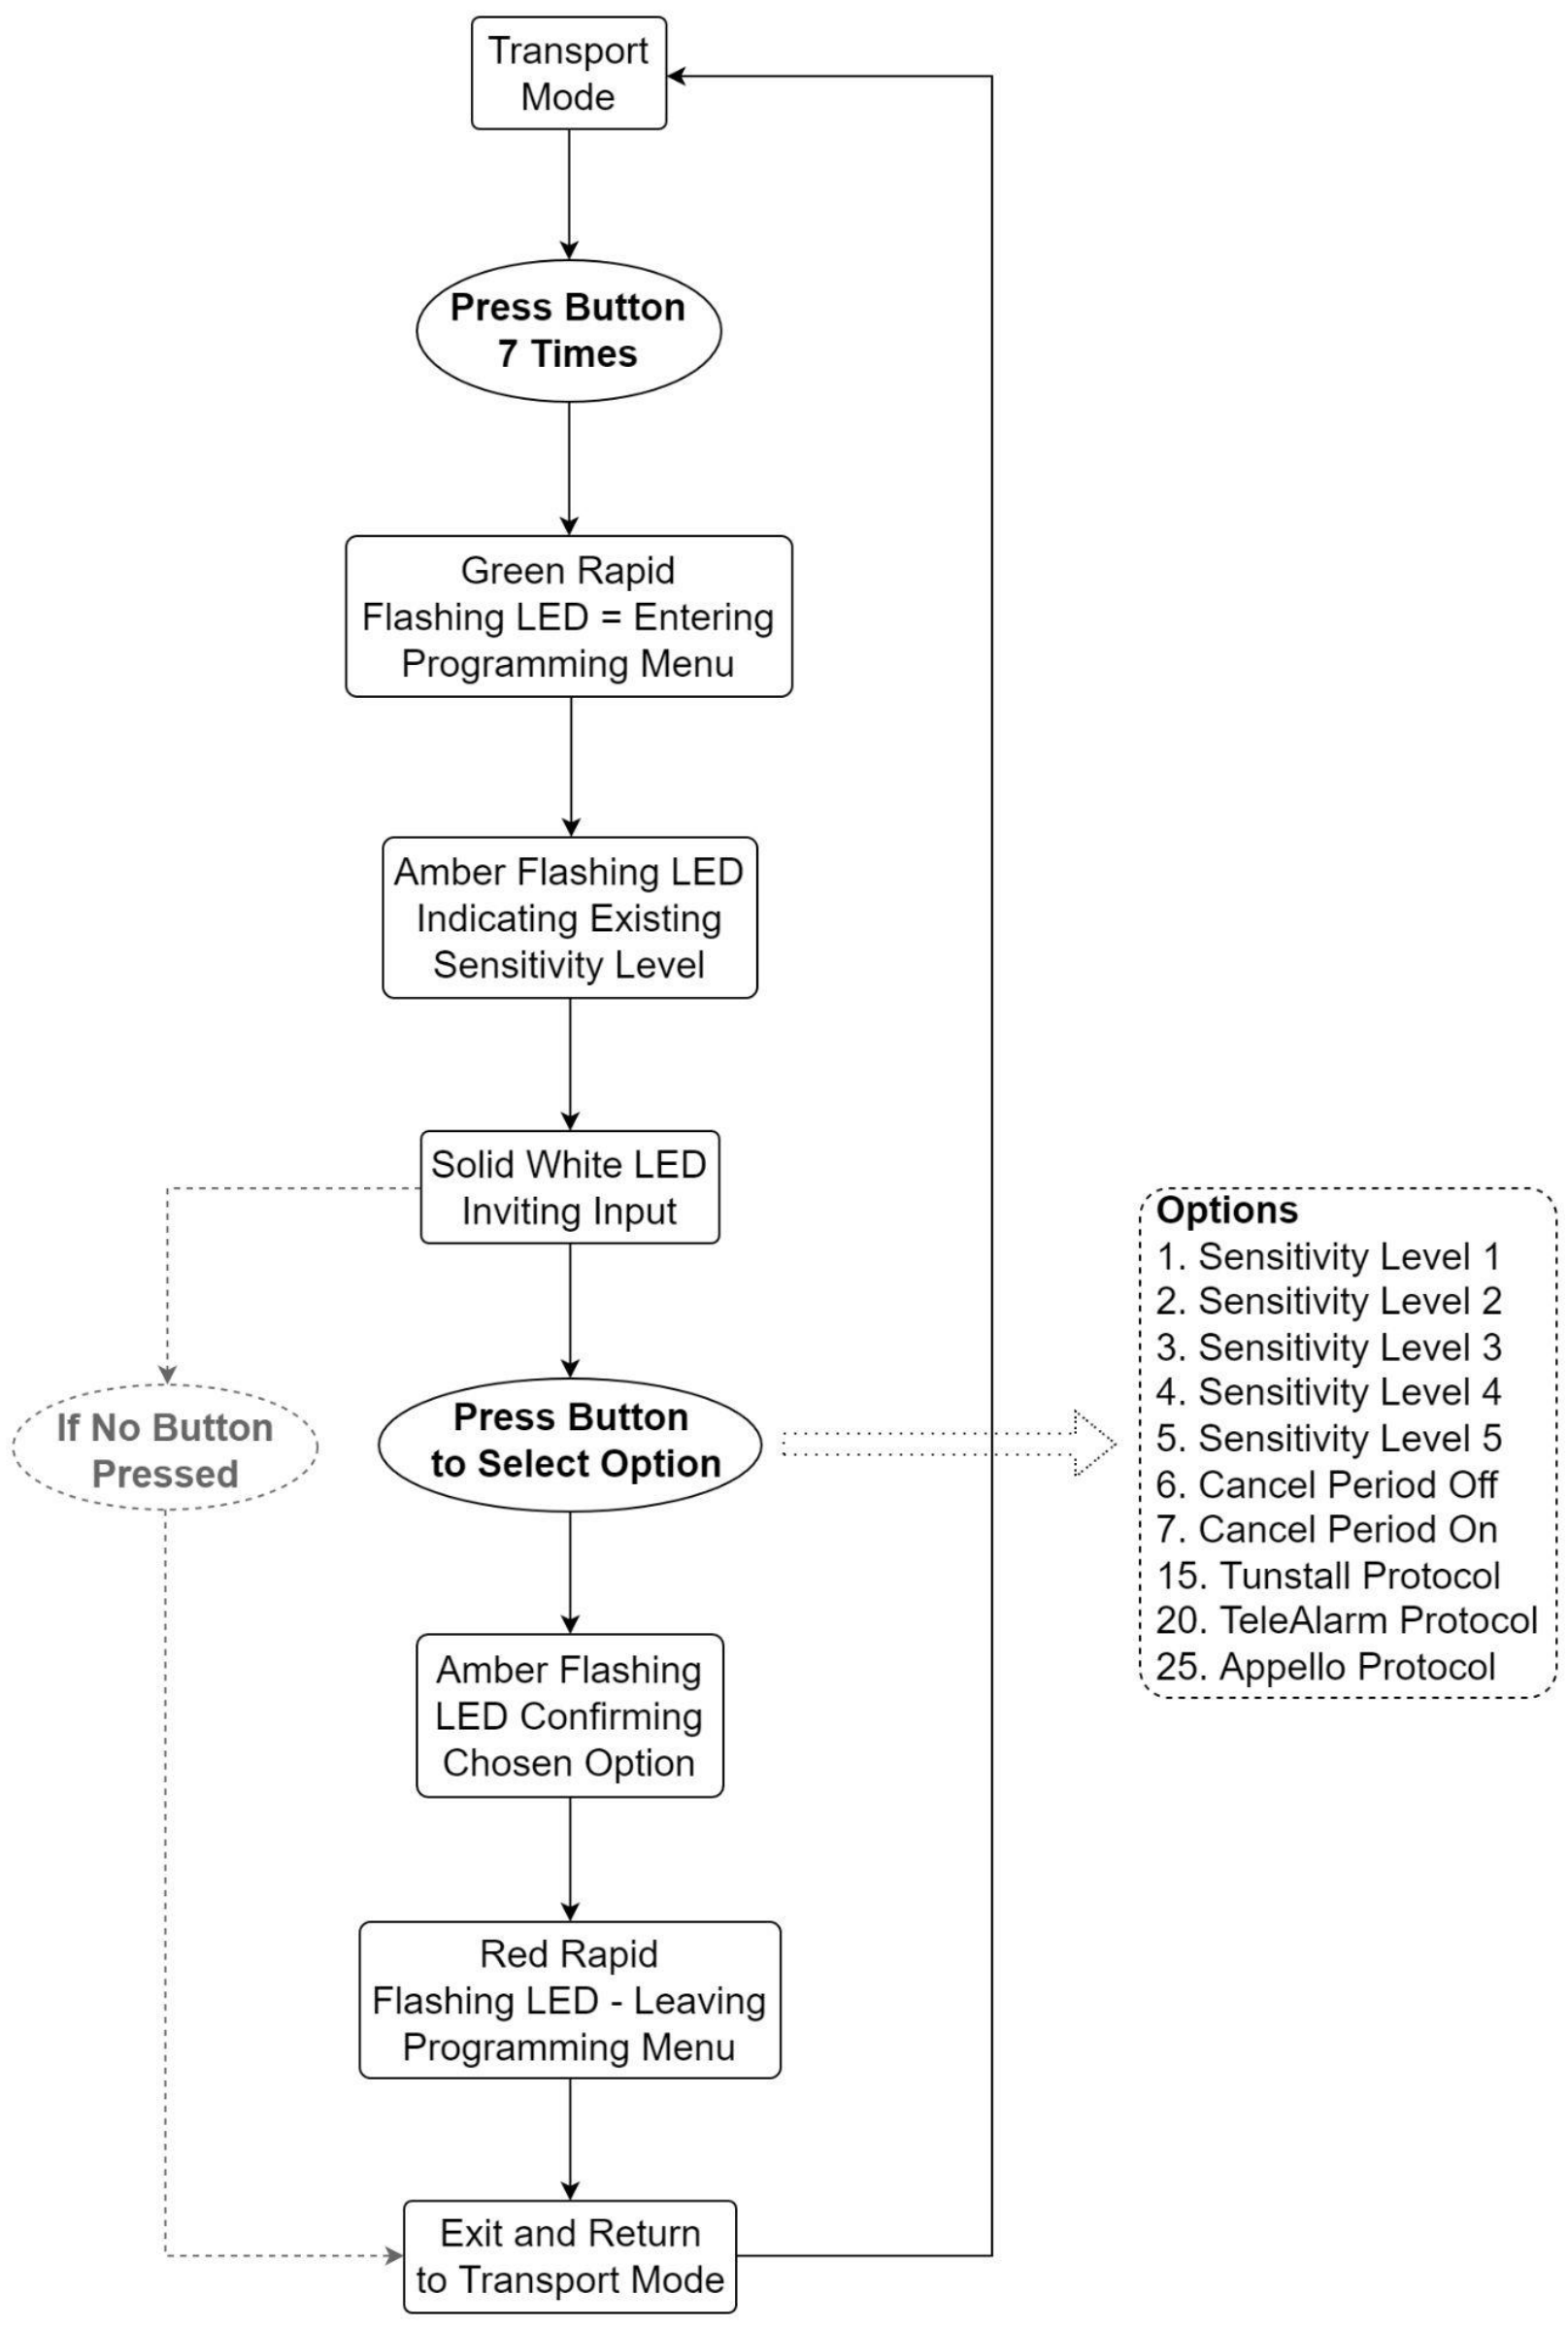 Transport
Mode
Press Button
7 Times
Green Rapid
Flashing LED = Entering
Programming Menu
Amber Flashing LED
Indicating Existing
Sensitivity Level
Solid White LED
Inviting Input
If No Button
Pressed
Press Button
to Select Option
Options
1. Sensitivity Level 1
2. Sensitivity Level 2
3. Sensitivity Level 3
4. Sensitivity Level 4
5. Sensitivity Level 5
6. Cancel Period Off
7. Cancel Period On
15. Tunstall Protocol
20. TeleAlarm Protocol
25. Appello Protocol
Amber Flashing
LED Confirming
Chosen Option
Red Rapid
Flashing LED - Leaving
Programming Menu
Exit and Return
to Transport Mode